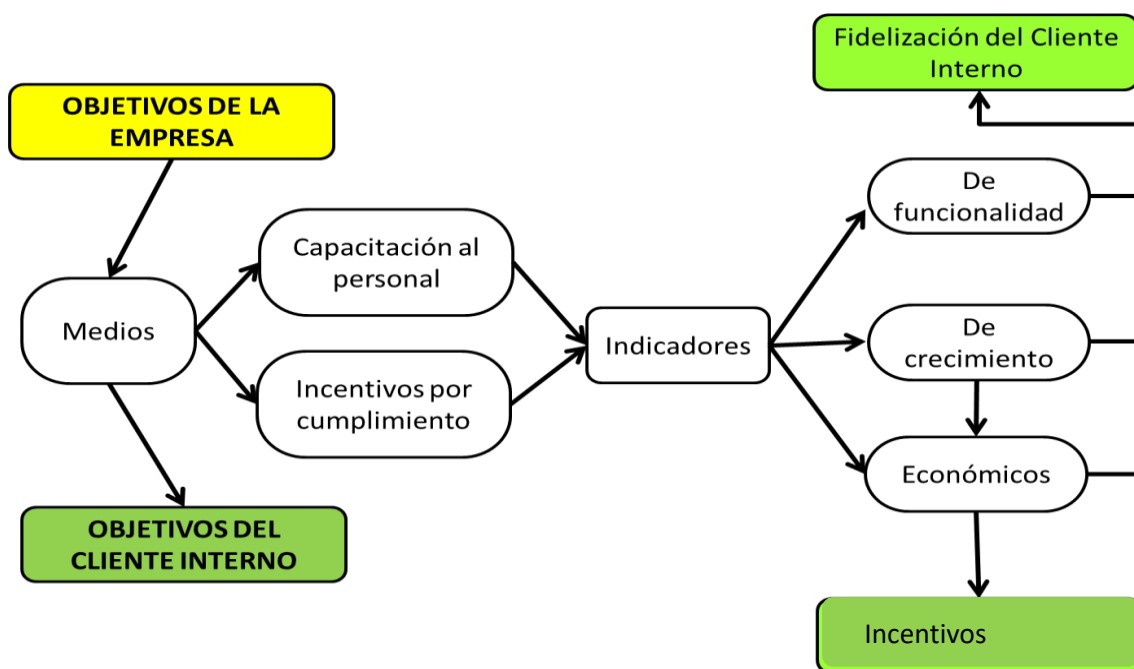 Fidelización del Cliente
Interno
OBJETIVOS DE LA
EMPRESA
De
funcionalidad
Capacitación al
personal
Medios
Indicadores
De
crecimiento
Incentivos por
cumplimiento
Económicos
OBJETIVOS DEL
CLIENTE INTERNO
Incentivos